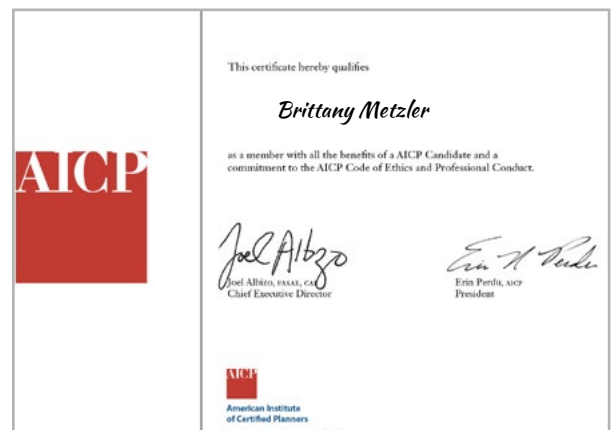 This certificate hereby qualifies
Brittany Metzler
AICP
as a member with all the benefits of a AICP Candidate and a
commitment to the AICP Code of Ethics and Professional Conduct.
Joel Albizo
Erin N Perdu
Joel Albizo, FASAE, CAE
Chief Executive Director
Erin Perdu, AICP
President
AICP
American Institute
of Certified Planners